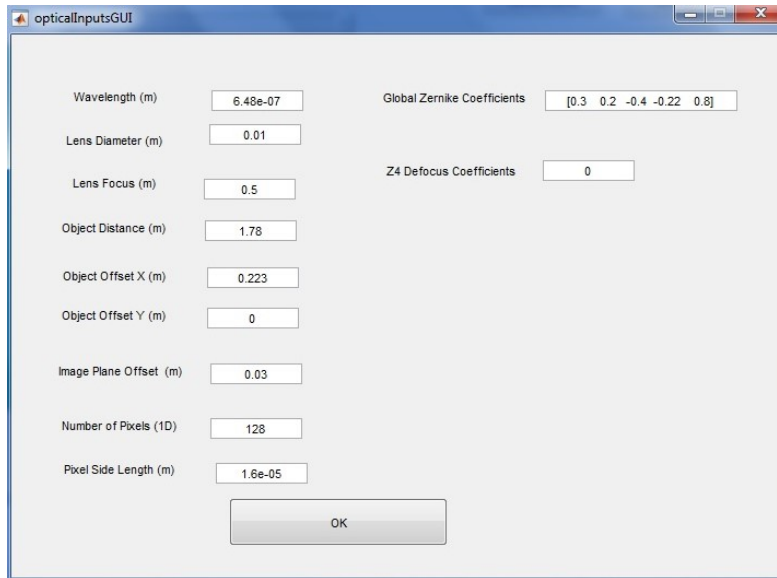 opticalInputsGUI
Wavelength (m) 6.48e-07 Global Zernike Coefficients [0.3 0.2 -0.4 -0.22 0.8]
Lens Diameter (m) 0.01
Lens Focus (m) 0.5 Z4 Defocus Coefficients 0
Object Distance (m) 1.78
Object Offset X (m) 0.223
Object Offset Y (m) 0
Image Plane Offset (m) 0.03
Number of Pixels (1D) 128
Pixel Side Length (m) 1.6e-05
OK